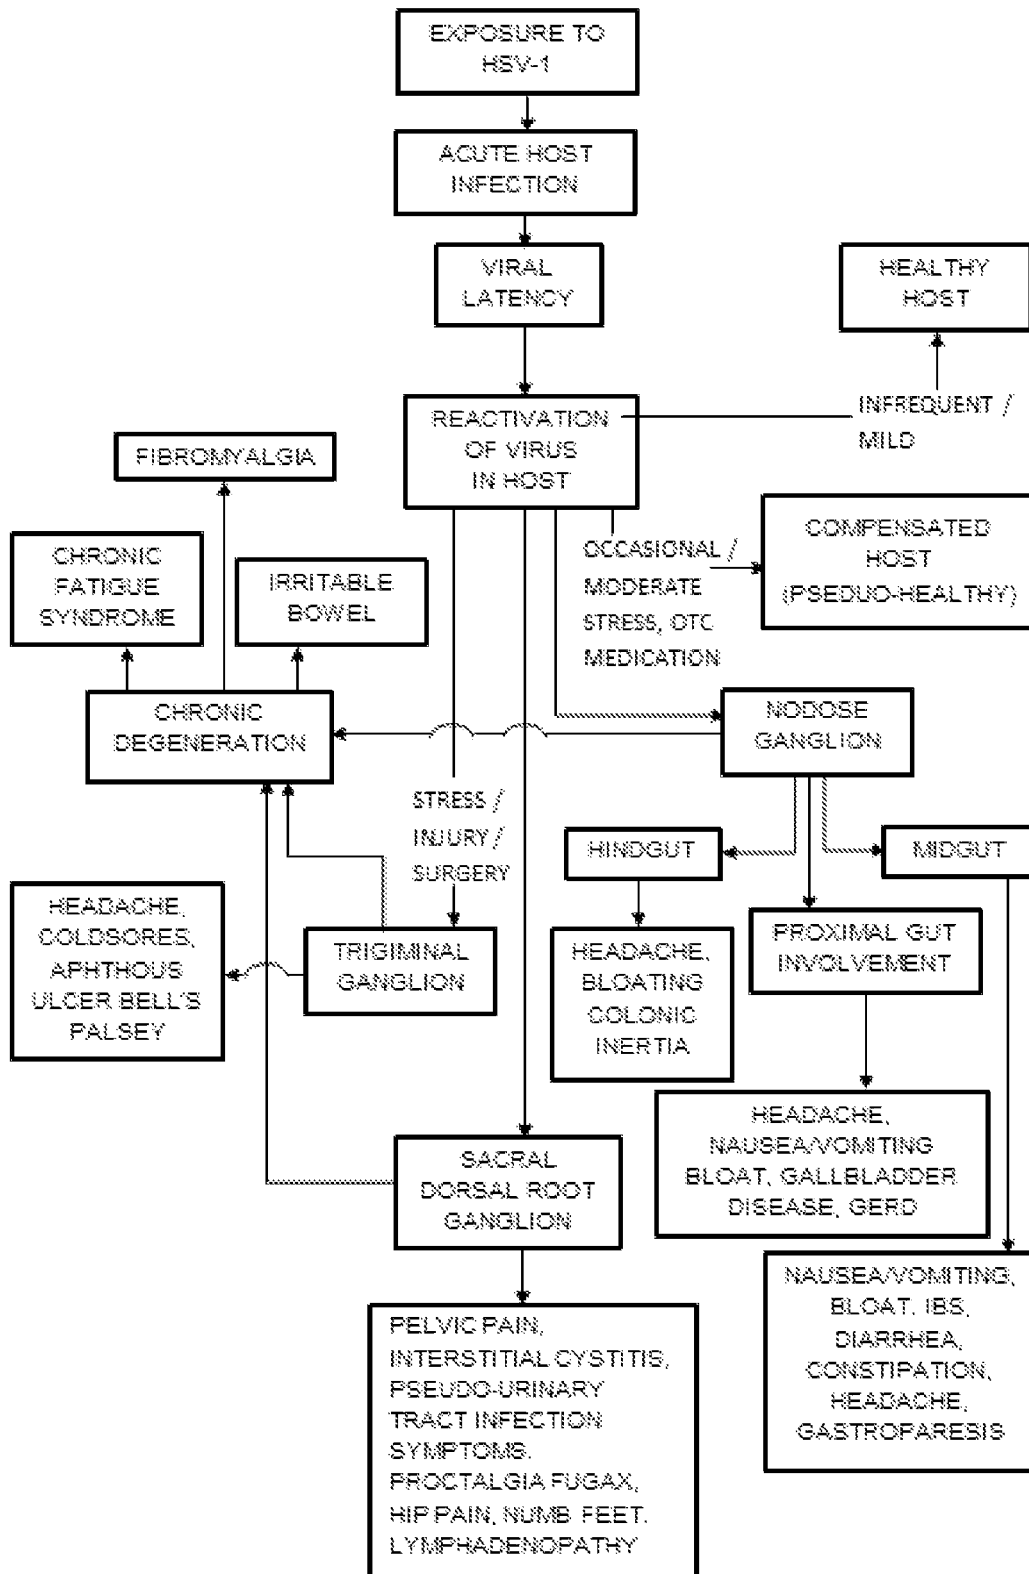 EXPOSURE TO
HSV-1
ACUTE HOST
INFECTION
VIRAL
LATENCY
HEALTHY
HOST
REACTIVATION
OF VIRUS
IN HOST
INFREQUENT /
MILD
FIBROMYALGIA
CHRONIC
FATIGUE
SYNDROME
IRRITABLE
BOWEL
OCCASIONAL /
MODERATE
STRESS, OTC
MEDICATION
COMPENSATED
HOST
(PSEDUO-HEALTHY)
CHRONIC
DEGENERATION
NODOSE
GANGLION
STRESS /
INJURY /
SURGERY
HINDGUT
MIDGUT
HEADACHE,
COLDSORES,
APHTHOUS
ULCER BELL'S
PALSEY
TRIGIMINAL
GANGLION
HEADACHE,
BLOATING
COLONIC
INERTIA
PROXIMAL GUT
INVOLVEMENT
HEADACHE,
NAUSEA/VOMITING
BLOAT, GALLBLADDER
DISEASE, GERD
SACRAL
DORSAL ROOT
GANGLION
NAUSEA/VOMITING,
BLOAT. IBS,
DIARRHEA,
CONSTIPATION,
HEADACHE,
GASTROPARESIS
PELVIC PAIN,
INTERSTITIAL CYSTITIS,
PSEUDO-URINARY
TRACT INFECTION
SYMPTOMS.
PROCTALGIA FUGAX,
HIP PAIN, NUMB FEET.
LYMPHADENOPATHY